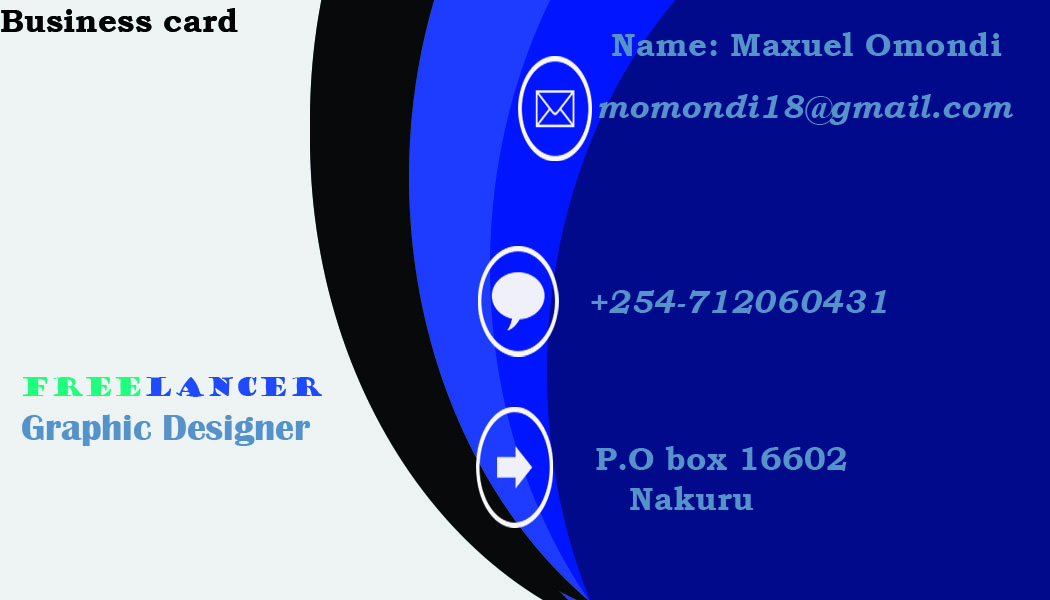 Business card
Name: Maxuel Omondi
momondi18@gmail.com
+254-712060431
FREELANCER
Graphic Designer
P.O box 16602
Nakuru